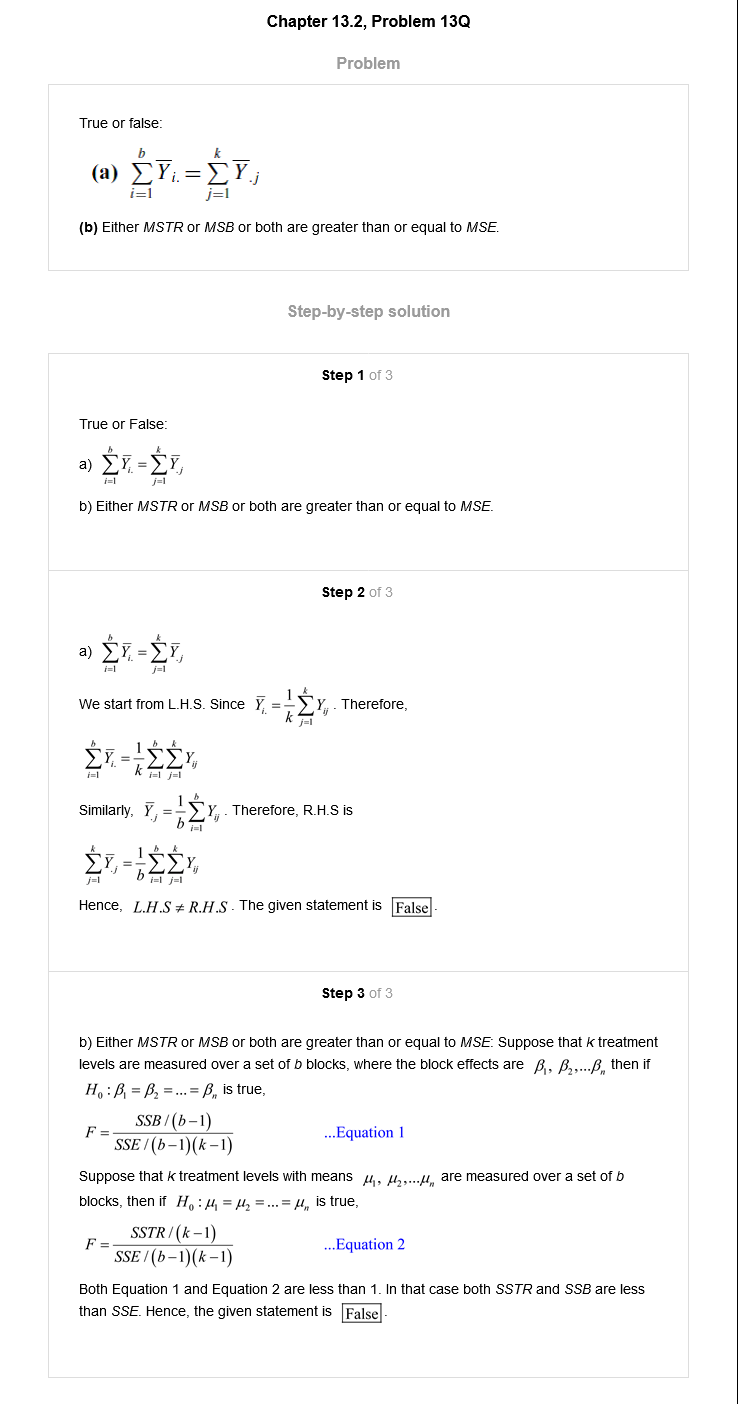 Chapter 13.2, Problem 13Q
Problem
True or false:
(a) $\sum_{i=1}^{b} \overline{Y}_{i.} = \sum_{j=1}^{k} \overline{Y}_{.j}$
(b) Either MSTR or MSB or both are greater than or equal to MSE.
Step-by-step solution
Step 1 of 3
True or False:
a) $\sum_{i=1}^{b} \overline{Y}_{i.} = \sum_{j=1}^{k} \overline{Y}_{.j}$
b) Either MSTR or MSB or both are greater than or equal to MSE.
Step 2 of 3
a) $\sum_{i=1}^{b} \overline{Y}_{i.} = \sum_{j=1}^{k} \overline{Y}_{.j}$
We start from L.H.S. Since $\overline{Y}_{i.} = \frac{1}{k}\sum_{j=1}^{k} Y_{ij}$ . Therefore,
$\sum_{i=1}^{b} \overline{Y}_{i.} = \frac{1}{k}\sum_{i=1}^{b}\sum_{j=1}^{k} Y_{ij}$
Similarly, $\overline{Y}_{.j} = \frac{1}{b}\sum_{i=1}^{b} Y_{ij}$ . Therefore, R.H.S is
$\sum_{j=1}^{k} \overline{Y}_{.j} = \frac{1}{b}\sum_{i=1}^{b}\sum_{j=1}^{k} Y_{ij}$
Hence, $L.H.S \neq R.H.S$ . The given statement is False.
Step 3 of 3
b) Either MSTR or MSB or both are greater than or equal to MSE: Suppose that k treatment
levels are measured over a set of b blocks, where the block effects are $\beta_1, \beta_2, ... \beta_n$ then if
$H_0 : \beta_1 = \beta_2 = ... = \beta_n$ is true,
$F = \frac{SSB/(b-1)}{SSE/(b-1)(k-1)}$ ...Equation 1
Suppose that k treatment levels with means $\mu_1, \mu_2, ... \mu_n$ are measured over a set of b
blocks, then if $H_0 : \mu_1 = \mu_2 = ... = \mu_n$ is true,
$F = \frac{SSTR/(k-1)}{SSE/(b-1)(k-1)}$ ...Equation 2
Both Equation 1 and Equation 2 are less than 1. In that case both SSTR and SSB are less
than SSE. Hence, the given statement is False.